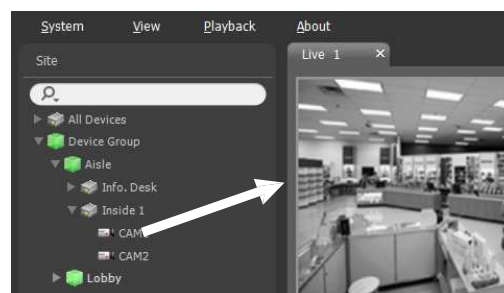 System View Playback About
Site
Live 1 ×
All Devices
Device Group
Aisle
Info. Desk
Inside 1
CAM
CAM2
Lobby